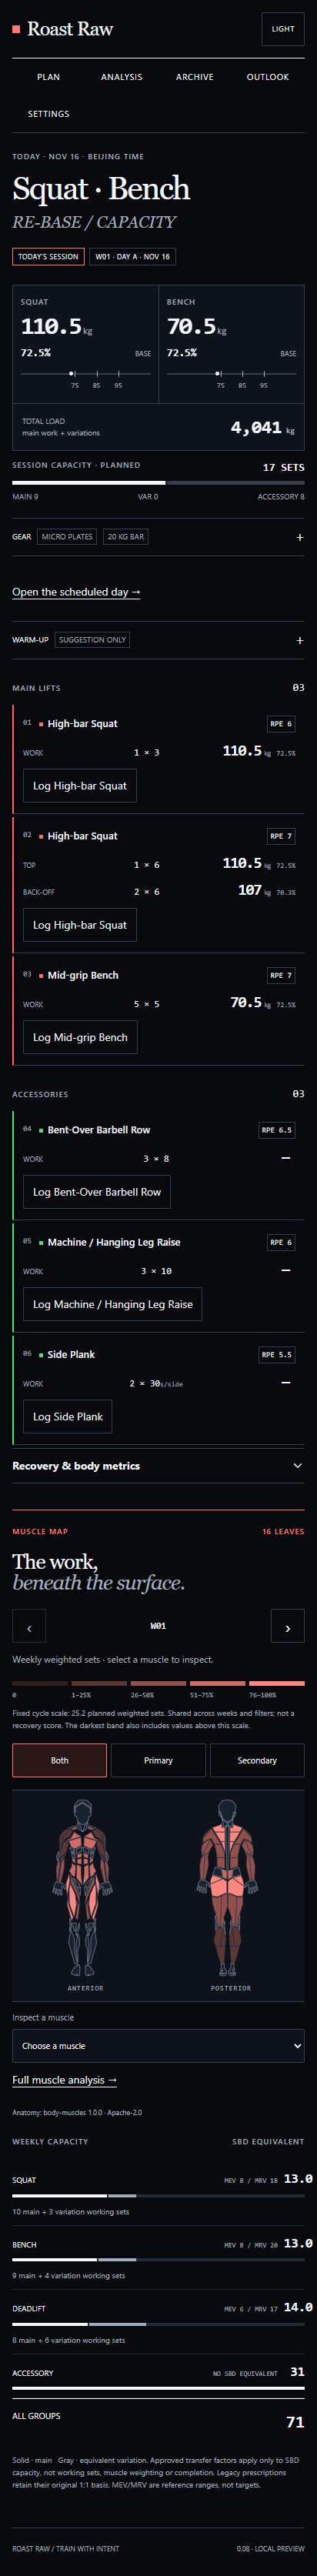 Roast Raw
LIGHT
PLAN ANALYSIS ARCHIVE OUTLOOK
SETTINGS
TODAY · NOV 16 · BEIJING TIME
Squat · Bench
RE-BASE / CAPACITY
TODAY'S SESSION W01 · DAY A · NOV 16
SQUAT BENCH
110.5kg 70.5kg
72.5% BASE 72.5% BASE
75 85 95 75 85 95
TOTAL LOAD
main work + variations
4,041 kg
SESSION CAPACITY · PLANNED 17 SETS
MAIN 9 VAR 0 ACCESSORY 8
GEAR MICRO PLATES 20 KG BAR +
Open the scheduled day →
WARM-UP SUGGESTION ONLY +
MAIN LIFTS 03
01 High-bar Squat RPE 6
WORK 1 × 3 110.5 kg 72.5%
Log High-bar Squat
02 High-bar Squat RPE 7
TOP 1 × 6 110.5 kg 72.5%
BACK-OFF 2 × 6 107 kg 70.3%
Log High-bar Squat
03 Mid-grip Bench RPE 7
WORK 5 × 5 70.5 kg 72.5%
Log Mid-grip Bench
ACCESSORIES 03
04 Bent-Over Barbell Row RPE 6.5
WORK 3 × 8 —
Log Bent-Over Barbell Row
05 Machine / Hanging Leg Raise RPE 6
WORK 3 × 10 —
Log Machine / Hanging Leg Raise
06 Side Plank RPE 5.5
WORK 2 × 30s/side —
Log Side Plank
Recovery & body metrics
MUSCLE MAP 16 LEAVES
The work,
beneath the surface.
‹ W01 ›
Weekly weighted sets · select a muscle to inspect.
0 1–25% 26–50% 51–75% 76–100%
Fixed cycle scale: 25.2 planned weighted sets. Shared across weeks and filters; not a
recovery score. The darkest band also includes values above this scale.
Both Primary Secondary
ANTERIOR POSTERIOR
Inspect a muscle
Choose a muscle
Full muscle analysis →
Anatomy: body-muscles 1.0.0 · Apache-2.0
WEEKLY CAPACITY SBD EQUIVALENT
SQUAT MEV 8 / MRV 18 13.0
10 main + 3 variation working sets
BENCH MEV 8 / MRV 20 13.0
9 main + 4 variation working sets
DEADLIFT MEV 6 / MRV 17 14.0
8 main + 6 variation working sets
ACCESSORY NO SBD EQUIVALENT 31
ALL GROUPS 71
Solid · main Gray · equivalent variation. Approved transfer factors apply only to SBD
capacity, not working sets, muscle weighting or completion. Legacy prescriptions
retain their original 1:1 basis. MEV/MRV are reference ranges, not targets.
ROAST RAW / TRAIN WITH INTENT 0.08 · LOCAL PREVIEW